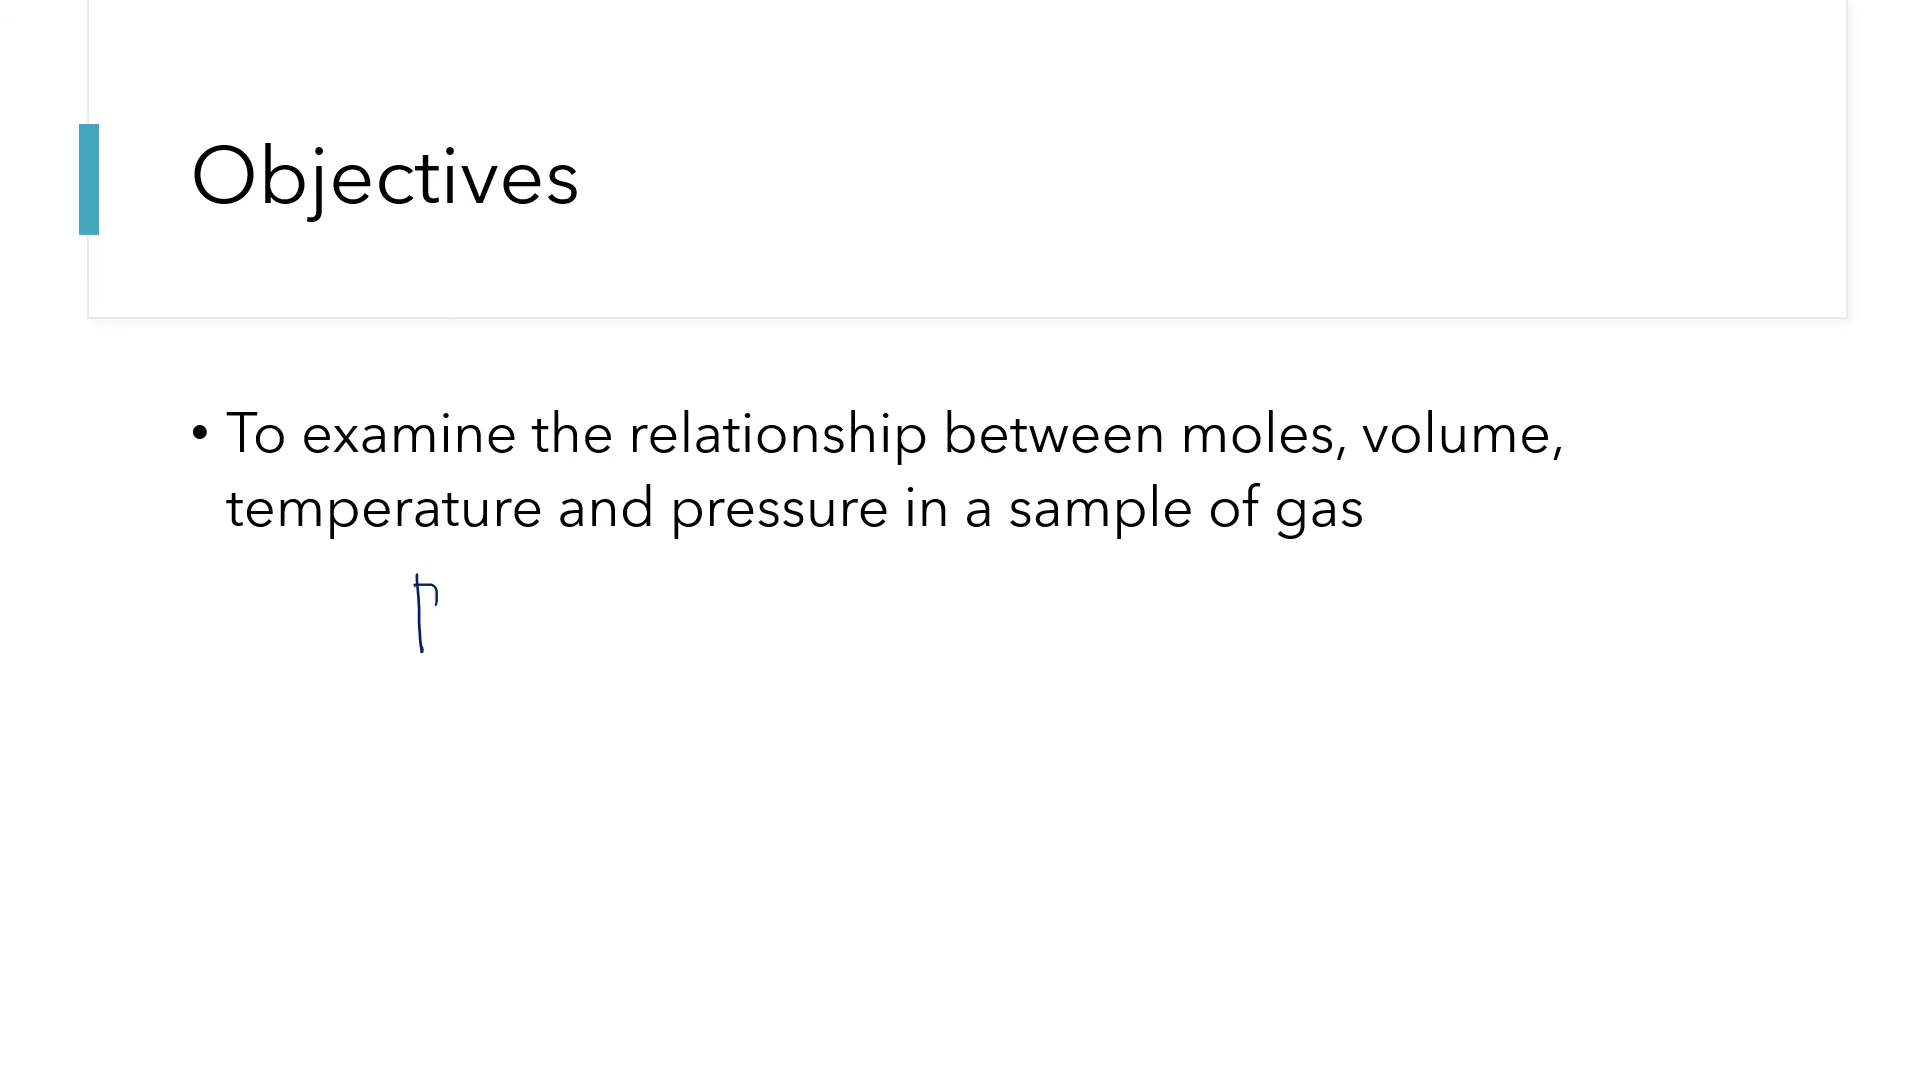 Objectives
• To examine the relationship between moles, volume,
temperature and pressure in a sample of gas